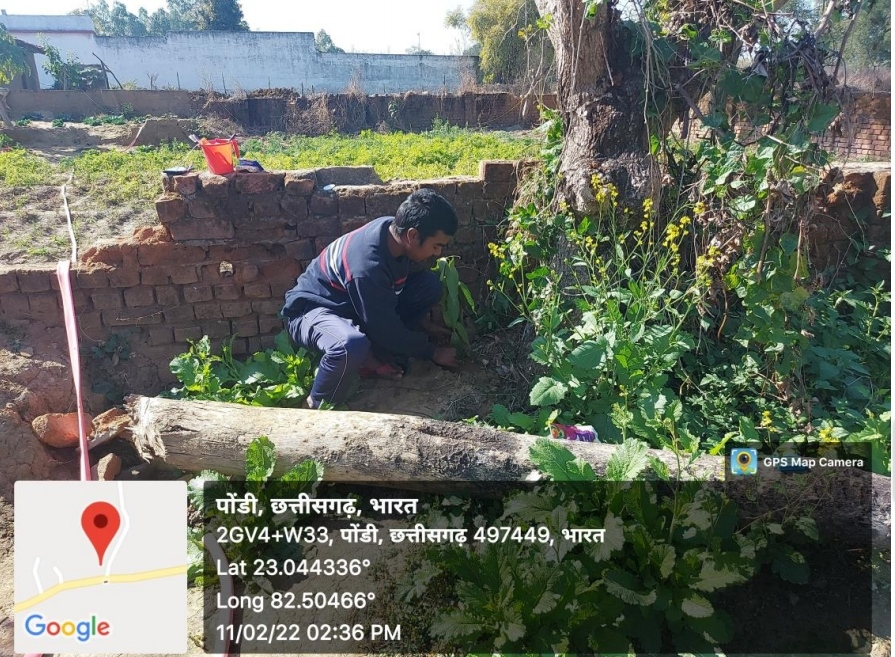 GPS Map Camera
पोंडी, छत्तीसगढ़, भारत
2GV4+W33, पोंडी, छत्तीसगढ़ 497449, भारत
Lat 23.044336°
Long 82.50466°
11/02/22 02:36 PM
Google